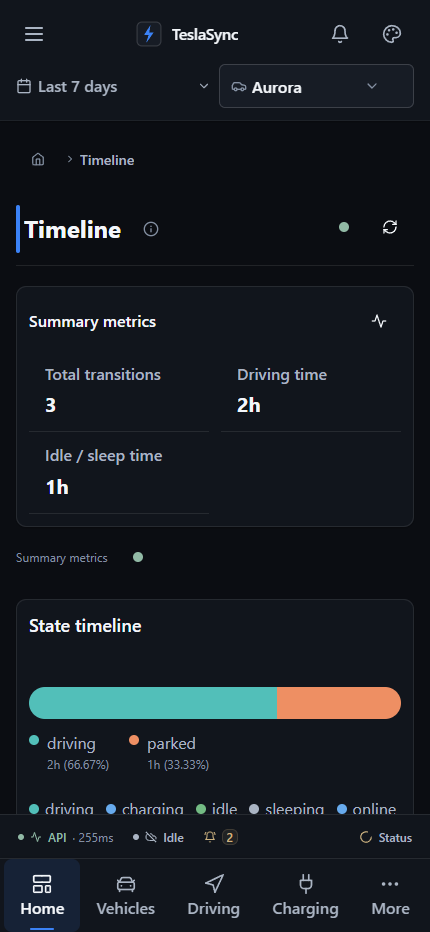 TeslaSync
Last 7 days
Aurora
Timeline
Timeline
Summary metrics
Total transitions
3
Driving time
2h
Idle / sleep time
1h
Summary metrics
State timeline
driving
2h (66.67%)
parked
1h (33.33%)
driving charging idle sleeping online
API · 255ms Idle 2 Status
Home Vehicles Driving Charging More